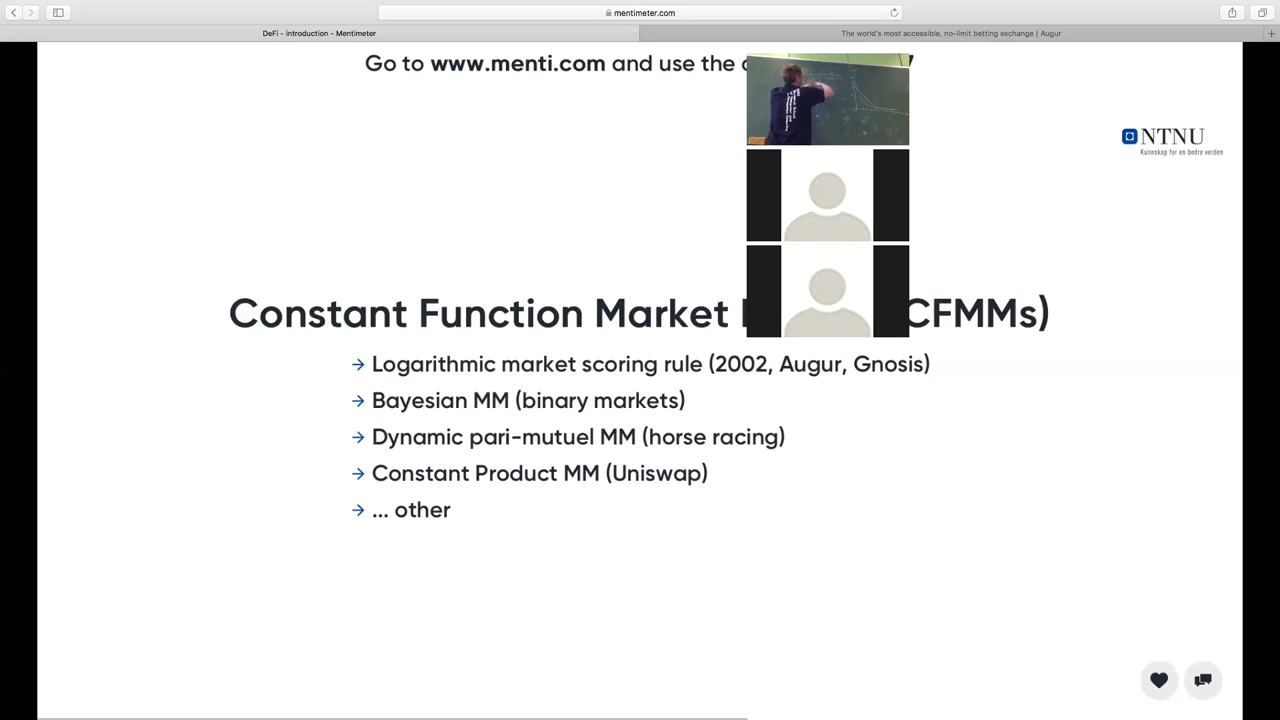 mentimeter.com
DeFi - introduction - Mentimeter
The world's most accessible, no-limit betting exchange | Augur
Go to www.menti.com and use the
NTNU
Kunnskap for en bedre verden
Constant Function Market CFMMs)
→ Logarithmic market scoring rule (2002, Augur, Gnosis)
→ Bayesian MM (binary markets)
→ Dynamic pari-mutuel MM (horse racing)
→ Constant Product MM (Uniswap)
→ ... other